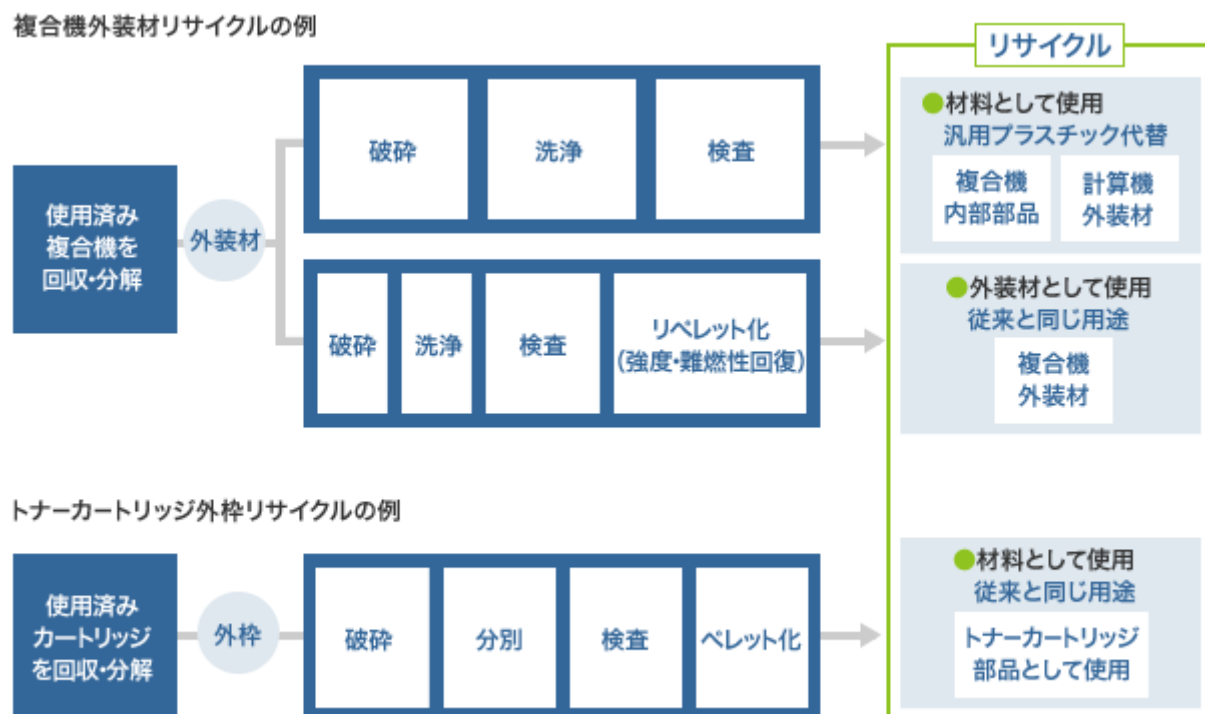 複合機外装材リサイクルの例
リサイクル
使用済み
複合機を
回収・分解
外装材
破砕
洗浄
検査
●材料として使用
汎用プラスチック代替
複合機
内部部品
計算機
外装材
破砕
洗浄
検査
リペレット化
(強度・難燃性回復)
●外装材として使用
従来と同じ用途
複合機
外装材
トナーカートリッジ外枠リサイクルの例
使用済み
カートリッジ
を回収・分解
外枠
破砕
分別
検査
ペレット化
●材料として使用
従来と同じ用途
トナーカートリッジ
部品として使用